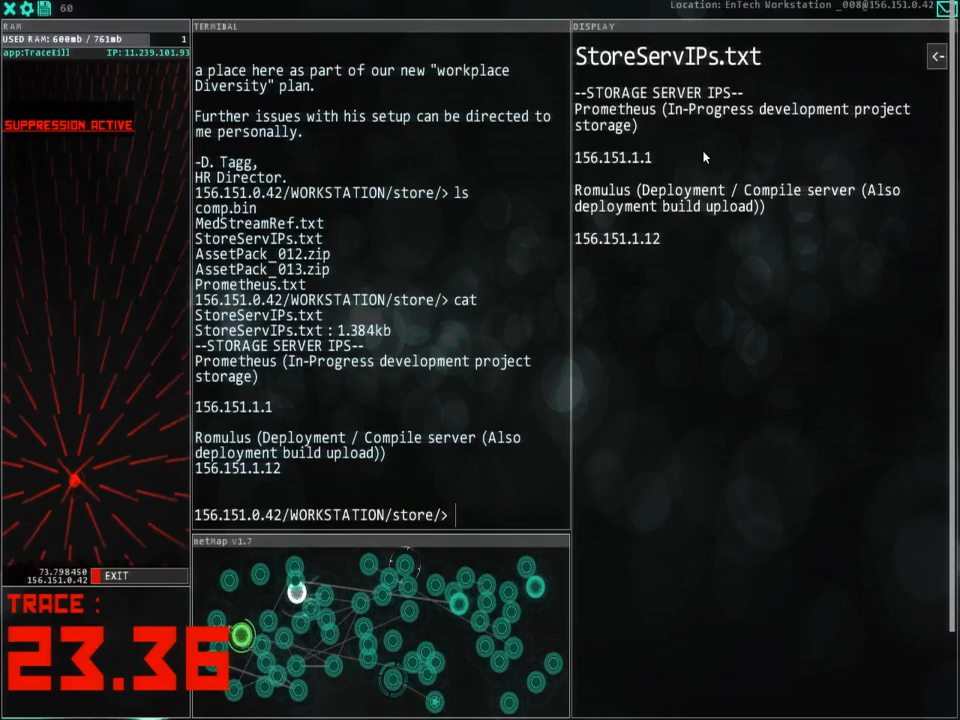 60
Location: EnTech Workstation _008@156.151.0.42
RAM
USED RAM: 600mb / 761mb 1
app:TraceKill IP: 11.239.101.93
SUPPRESSION ACTIVE
73.798450
156.151.0.42
EXIT
TRACE :
23.36
TERMINAL
a place here as part of our new "workplace
Diversity" plan.
Further issues with his setup can be directed to
me personally.
-D. Tagg,
HR Director.
156.151.0.42/WORKSTATION/store/> ls
comp.bin
MedStreamRef.txt
StoreServIPs.txt
AssetPack_012.zip
AssetPack_013.zip
Prometheus.txt
156.151.0.42/WORKSTATION/store/> cat
StoreServIPs.txt
StoreServIPs.txt : 1.384kb
--STORAGE SERVER IPS--
Prometheus (In-Progress development project
storage)
156.151.1.1
Romulus (Deployment / Compile server (Also
deployment build upload))
156.151.1.12
156.151.0.42/WORKSTATION/store/>
netMap v1.7
DISPLAY
StoreServIPs.txt
<-
--STORAGE SERVER IPS--
Prometheus (In-Progress development project
storage)
156.151.1.1
Romulus (Deployment / Compile server (Also
deployment build upload))
156.151.1.12